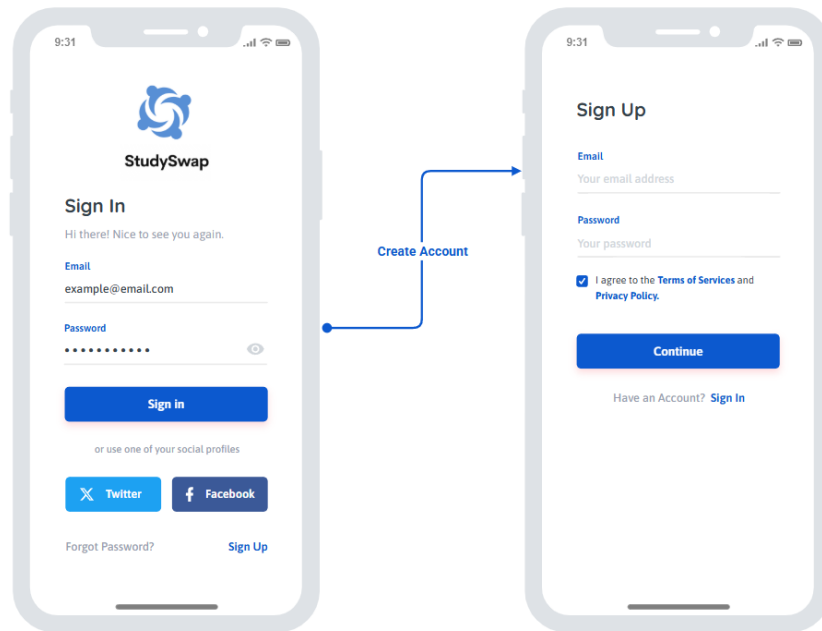 9:31
StudySwap
Sign In
Hi there! Nice to see you again.
Email
example@email.com
Password
Sign in
or use one of your social profiles
Twitter
Facebook
Forgot Password?
Sign Up
Create Account
9:31
Sign Up
Email
Your email address
Password
Your password
I agree to the Terms of Services and
Privacy Policy.
Continue
Have an Account? Sign In